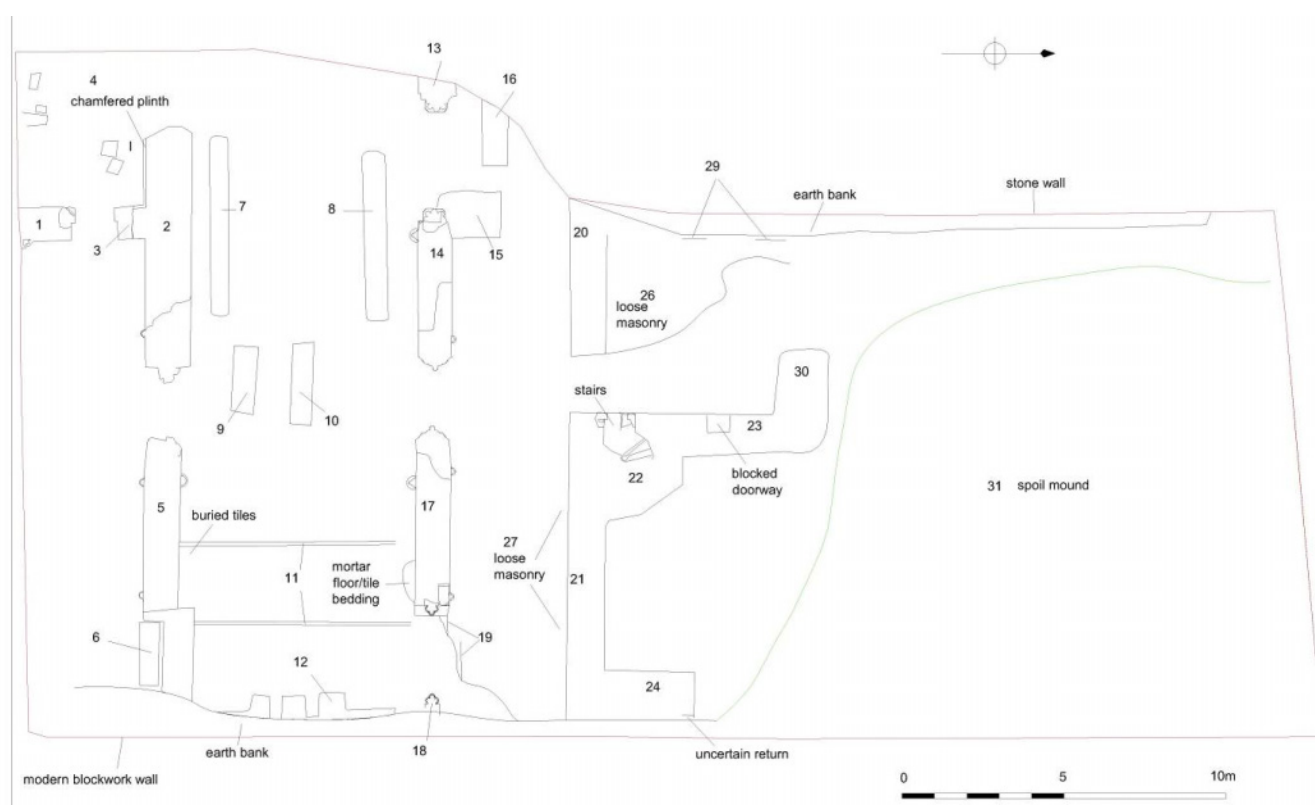 13
16
4
chamfered plinth
I
29
earth bank
stone wall
1
3
2
7
8
14
15
20
26
loose
masonry
stairs
30
9
10
23
22
blocked
doorway
31 spoil mound
5
buried tiles
17
27
loose
masonry
21
11
mortar
floor/tile
bedding
6
19
12
24
18
earth bank
uncertain return
modern blockwork wall
0 5 10m